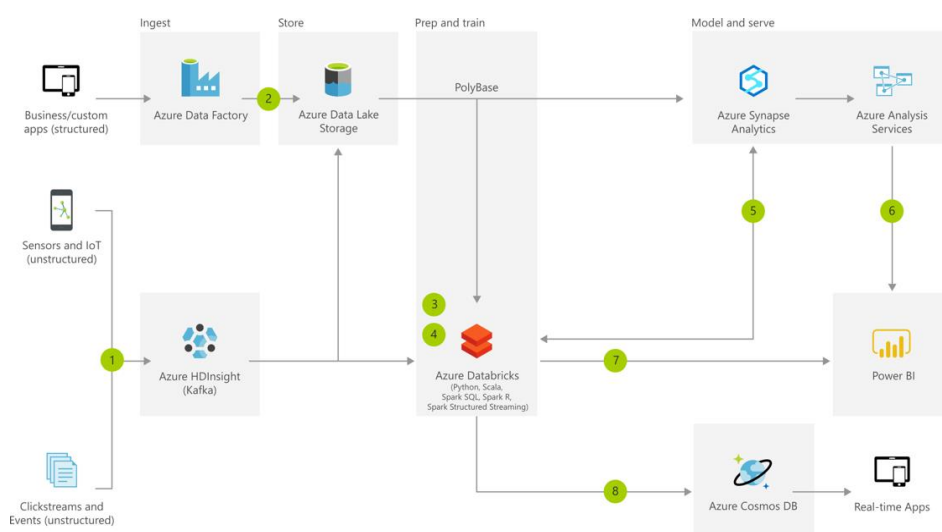 Ingest
Store
Prep and train
Model and serve
Business/custom
apps (structured)
Azure Data Factory
2
Azure Data Lake
Storage
PolyBase
Azure Synapse
Analytics
Azure Analysis
Services
Sensors and IoT
(unstructured)
5
6
3
4
1
Azure HDInsight
(Kafka)
Azure Databricks
(Python, Scala,
Spark SQL, Spark R,
Spark Structured Streaming)
7
Power BI
Clickstreams and
Events (unstructured)
8
Azure Cosmos DB
Real-time Apps